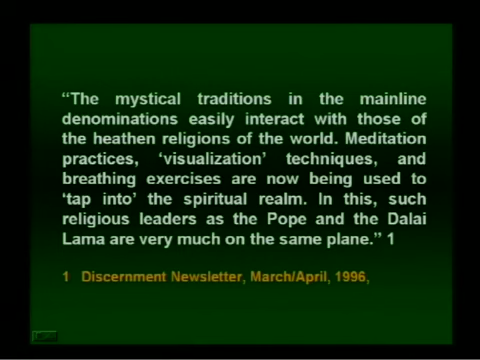 “The mystical traditions in the mainline
denominations easily interact with those of
the heathen religions of the world. Meditation
practices, ‘visualization’ techniques, and
breathing exercises are now being used to
‘tap into’ the spiritual realm. In this, such
religious leaders as the Pope and the Dalai
Lama are very much on the same plane.” 1
1 Discernment Newsletter, March/April, 1996,